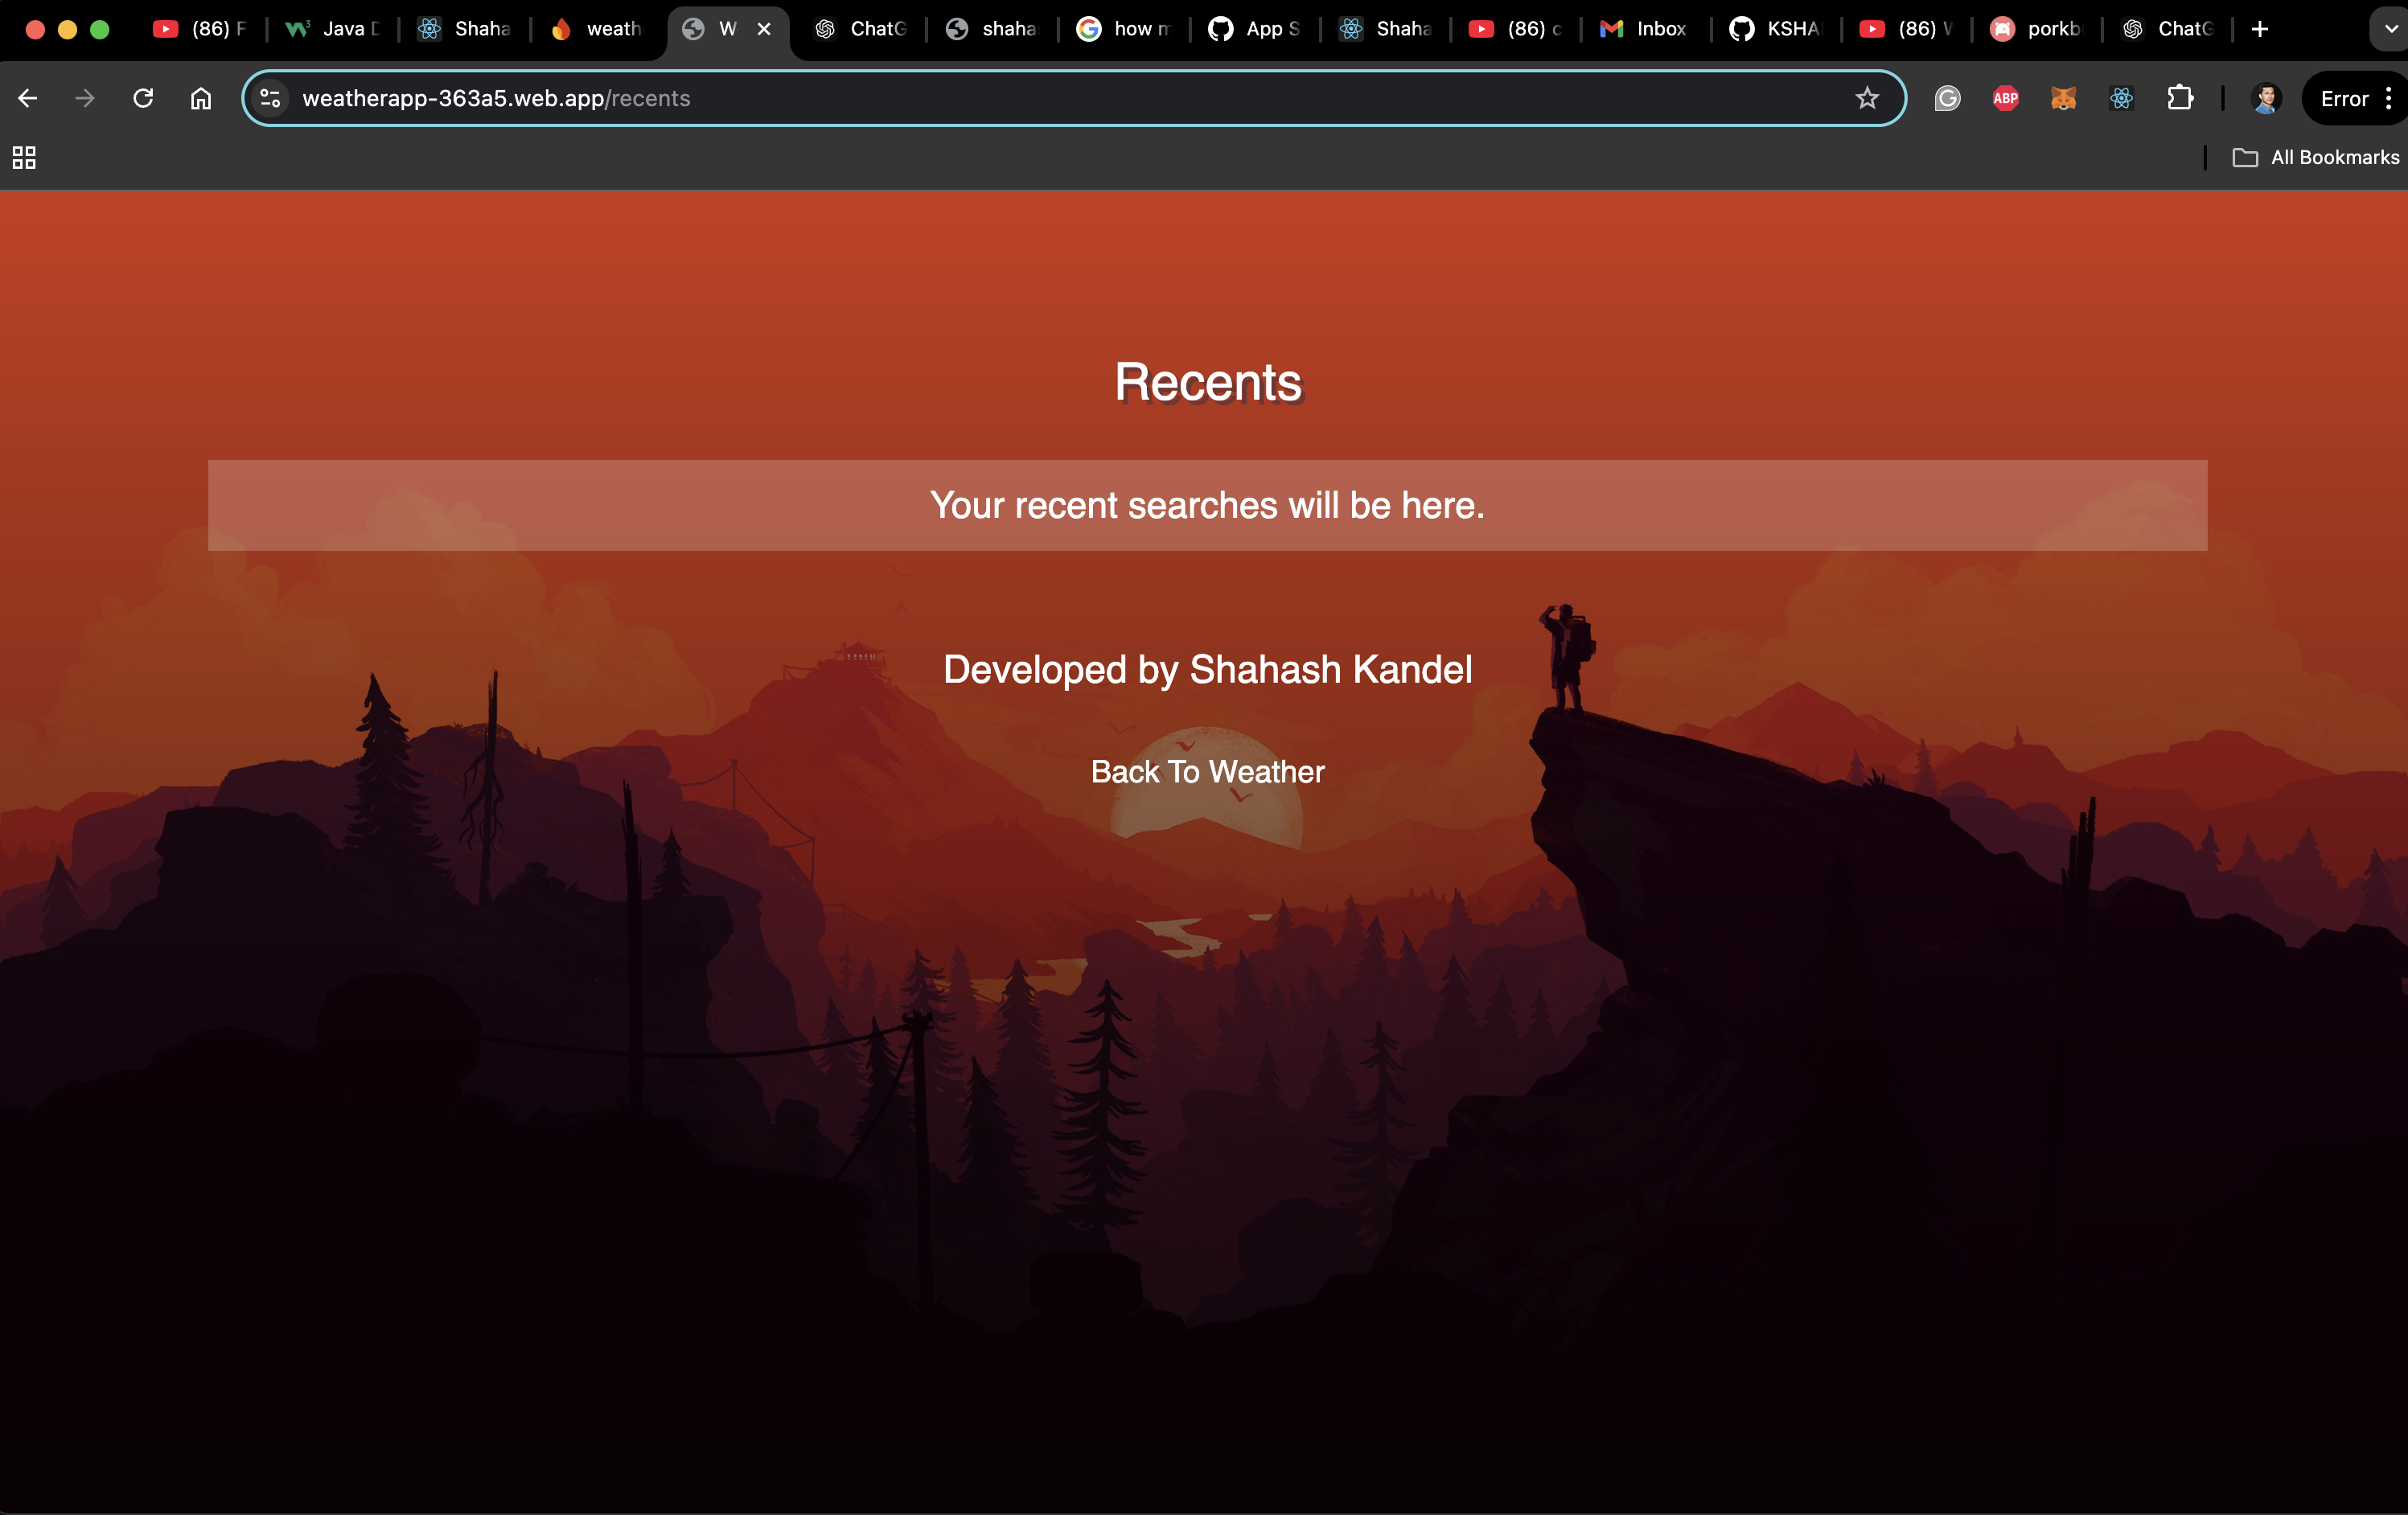 (86) F
Java D
Shaha
weath
W
ChatG
shaha
how m
App S
Shaha
(86) c
Inbox
KSHA
(86) W
porkb
ChatG
weatherapp-363a5.web.app/recents
ABP
Error
All Bookmarks
Recents
Your recent searches will be here.
Developed by Shahash Kandel
Back To Weather